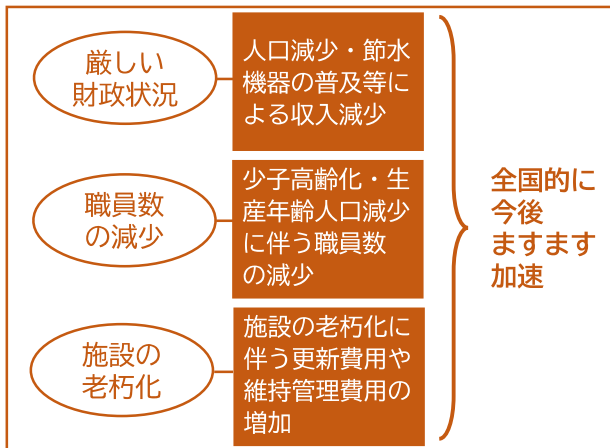 厳しい
財政状況
人口減少・節水
機器の普及等に
よる収入減少
職員数
の減少
少子高齢化・生
産年齢人口減少
に伴う職員数
の減少
施設の
老朽化
施設の老朽化に
伴う更新費用や
維持管理費用の
増加
全国的に
今後
ますます
加速